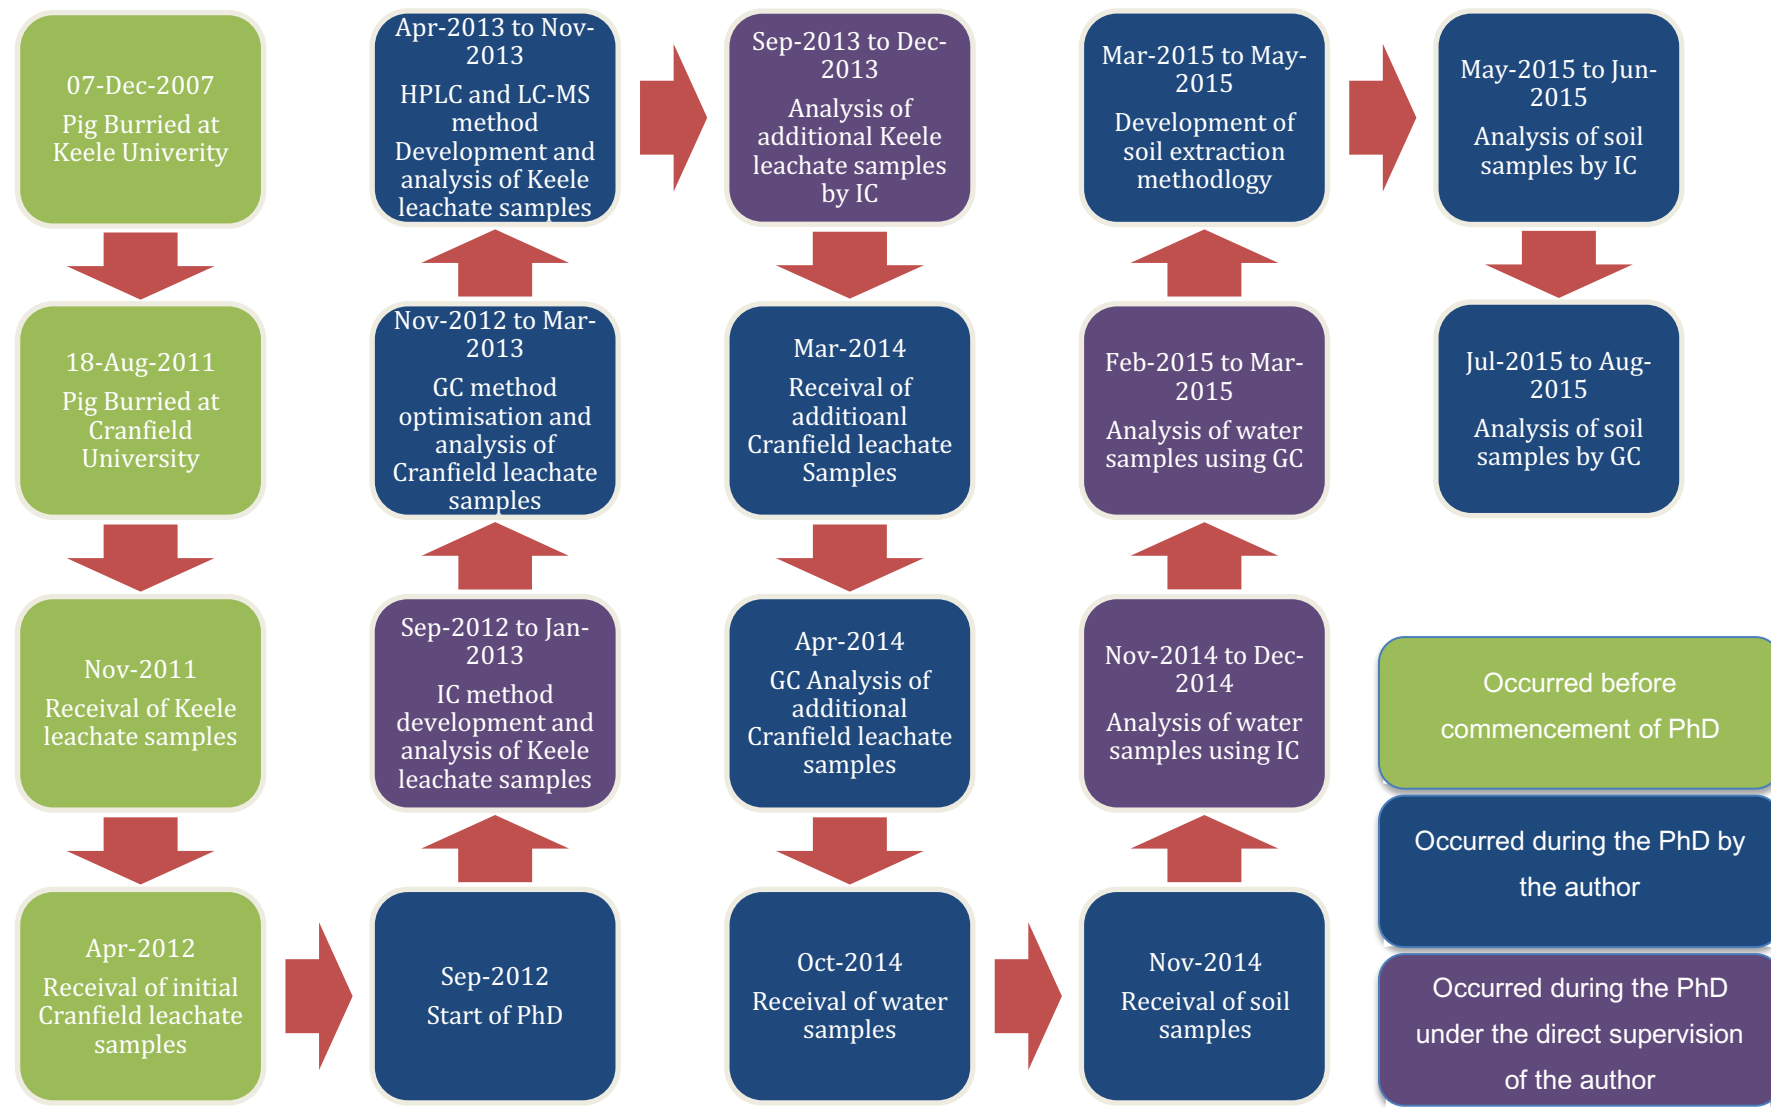 07-Dec-2007
Pig Burried at
Keele Univerity
18-Aug-2011
Pig Burried at
Cranfield
University
Nov-2011
Receival of Keele
leachate samples
Apr-2012
Receival of initial
Cranfield leachate
samples
Sep-2012
Start of PhD
Sep-2012 to Jan-
2013
IC method
development and
analysis of Keele
leachate samples
Nov-2012 to Mar-
2013
GC method
optimisation and
analysis of
Cranfield leachate
samples
Apr-2013 to Nov-
2013
HPLC and LC-MS
method
Development and
analysis of Keele
leachate samples
Sep-2013 to Dec-
2013
Analysis of
additional Keele
leachate samples
by IC
Mar-2014
Receival of
additioanl
Cranfield leachate
Samples
Apr-2014
GC Analysis of
additional
Cranfield leachate
samples
Oct-2014
Receival of water
samples
Nov-2014
Receival of soil
samples
Nov-2014 to Dec-
2014
Analysis of water
samples using IC
Feb-2015 to Mar-
2015
Analysis of water
samples using GC
Mar-2015 to May-
2015
Development of
soil extraction
methodlogy
May-2015 to Jun-
2015
Analysis of soil
samples by IC
Jul-2015 to Aug-
2015
Analysis of soil
samples by GC
Occurred before
commencement of PhD
Occurred during the PhD by
the author
Occurred during the PhD
under the direct supervision
of the author